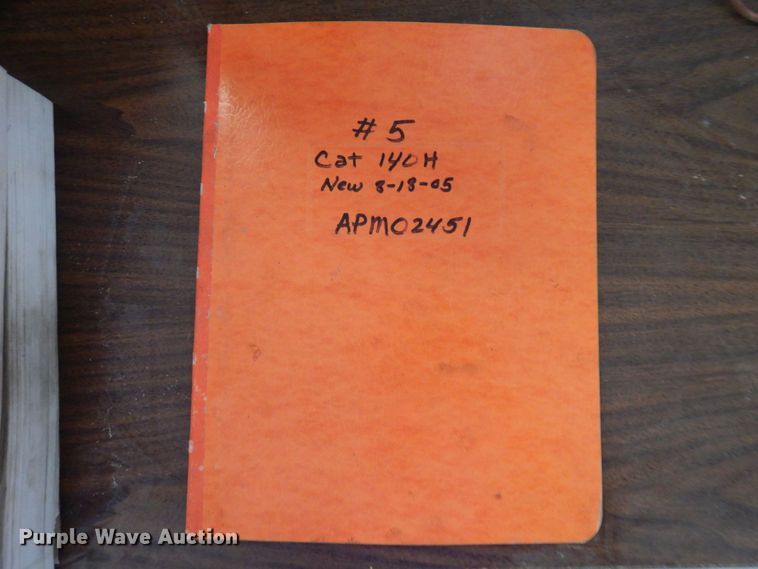 # 5
Cat 140H
New 8-18-05
APM02451
Purple Wave Auction®